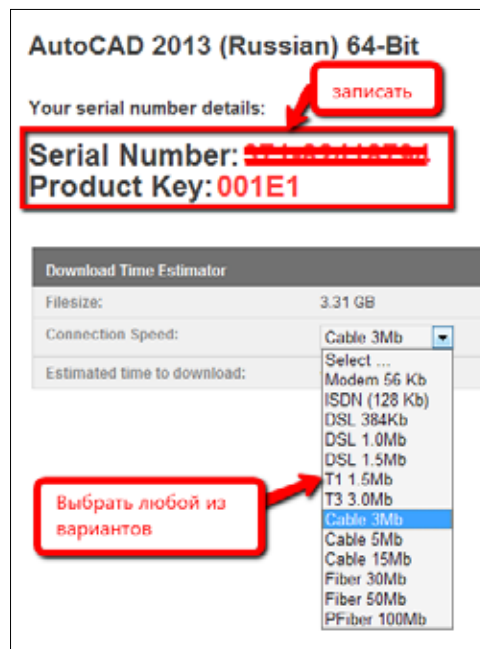 AutoCAD 2013 (Russian) 64-Bit
записать
Your serial number details:
Serial Number:
Product Key: 001E1
Download Time Estimator
Filesize: 3.31 GB
Connection Speed: Cable 3Mb
Estimated time to download:
Select ...
Modem 56 Kb
ISDN (128 Kb)
DSL 384Kb
DSL 1.0Mb
DSL 1.5Mb
T1 1.5Mb
T3 3.0Mb
Cable 3Mb
Cable 5Mb
Cable 15Mb
Fiber 30Mb
Fiber 50Mb
PFiber 100Mb
Выбрать любой из
вариантов